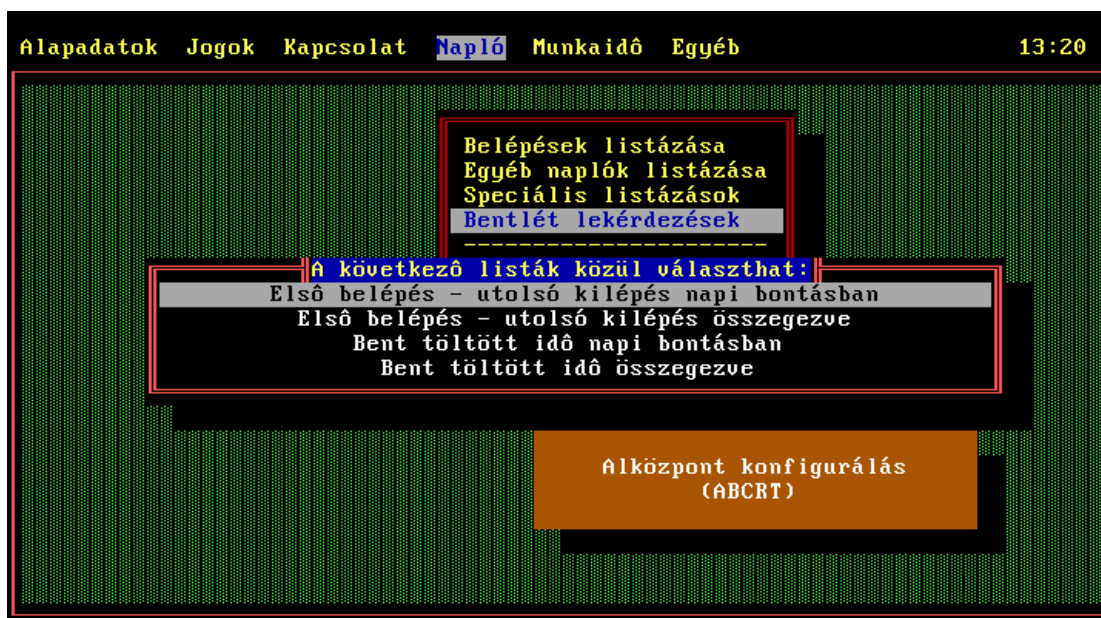 Alapadatok Jogok Kapcsolat Napló Munkaidô Egyéb 13:20
Belépések listázása
Egyéb naplók listázása
Speciális listázások
Bentlét lekérdezések
----------------------
A következô listák közül választhat:
Elsô belépés - utolsó kilépés napi bontásban
Elsô belépés - utolsó kilépés összegezve
Bent töltött idô napi bontásban
Bent töltött idô összegezve
Alközpont konfigurálás
(ABCRT)